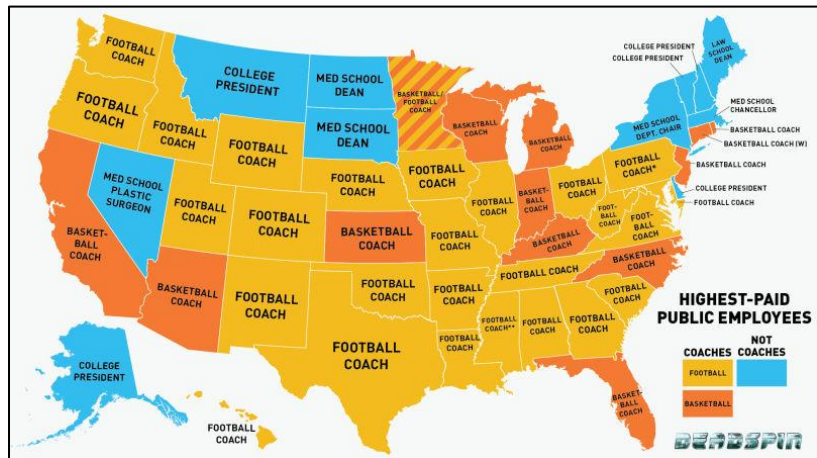 FOOTBALL
COACH
COLLEGE
PRESIDENT
MED SCHOOL
DEAN
BASKETBALL/
FOOTBALL
COACH
LAW
SCHOOL
DEAN
COLLEGE PRESIDENT
COLLEGE PRESIDENT
FOOTBALL
COACH
FOOTBALL
COACH
FOOTBALL
COACH
MED SCHOOL
DEAN
BASKETBALL
COACH
BASKETBALL
COACH
MED SCHOOL
DEPT. CHAIR
MED SCHOOL
CHANCELLOR
BASKETBALL COACH
BASKETBALL COACH (W)
BASKETBALL COACH
COLLEGE PRESIDENT
FOOTBALL COACH
MED SCHOOL
PLASTIC
SURGEON
FOOTBALL
COACH
FOOTBALL
COACH
FOOTBALL
COACH
FOOTBALL
COACH
FOOTBALL
COACH
BASKET-
BALL
COACH
FOOTBALL
COACH
FOOTBALL
COACH*
FOOT-
BALL
COACH
FOOT-
BALL
COACH
BASKET-
BALL
COACH
BASKETBALL
COACH
FOOTBALL
COACH
BASKETBALL
COACH
BASKETBALL
COACH
BASKETBALL
COACH
FOOTBALL
COACH
FOOTBALL
COACH
FOOTBALL
COACH
FOOTBALL COACH
FOOTBALL
COACH
FOOTBALL
COACH
FOOTBALL
COACH
FOOTBALL
COACH**
FOOTBALL
COACH
FOOTBALL
COACH
BASKET-
BALL
COACH
COLLEGE
PRESIDENT
FOOTBALL
COACH
HIGHEST-PAID
PUBLIC EMPLOYEES
COACHES
NOT
COACHES
FOOTBALL
BASKETBALL
DEADSPIN